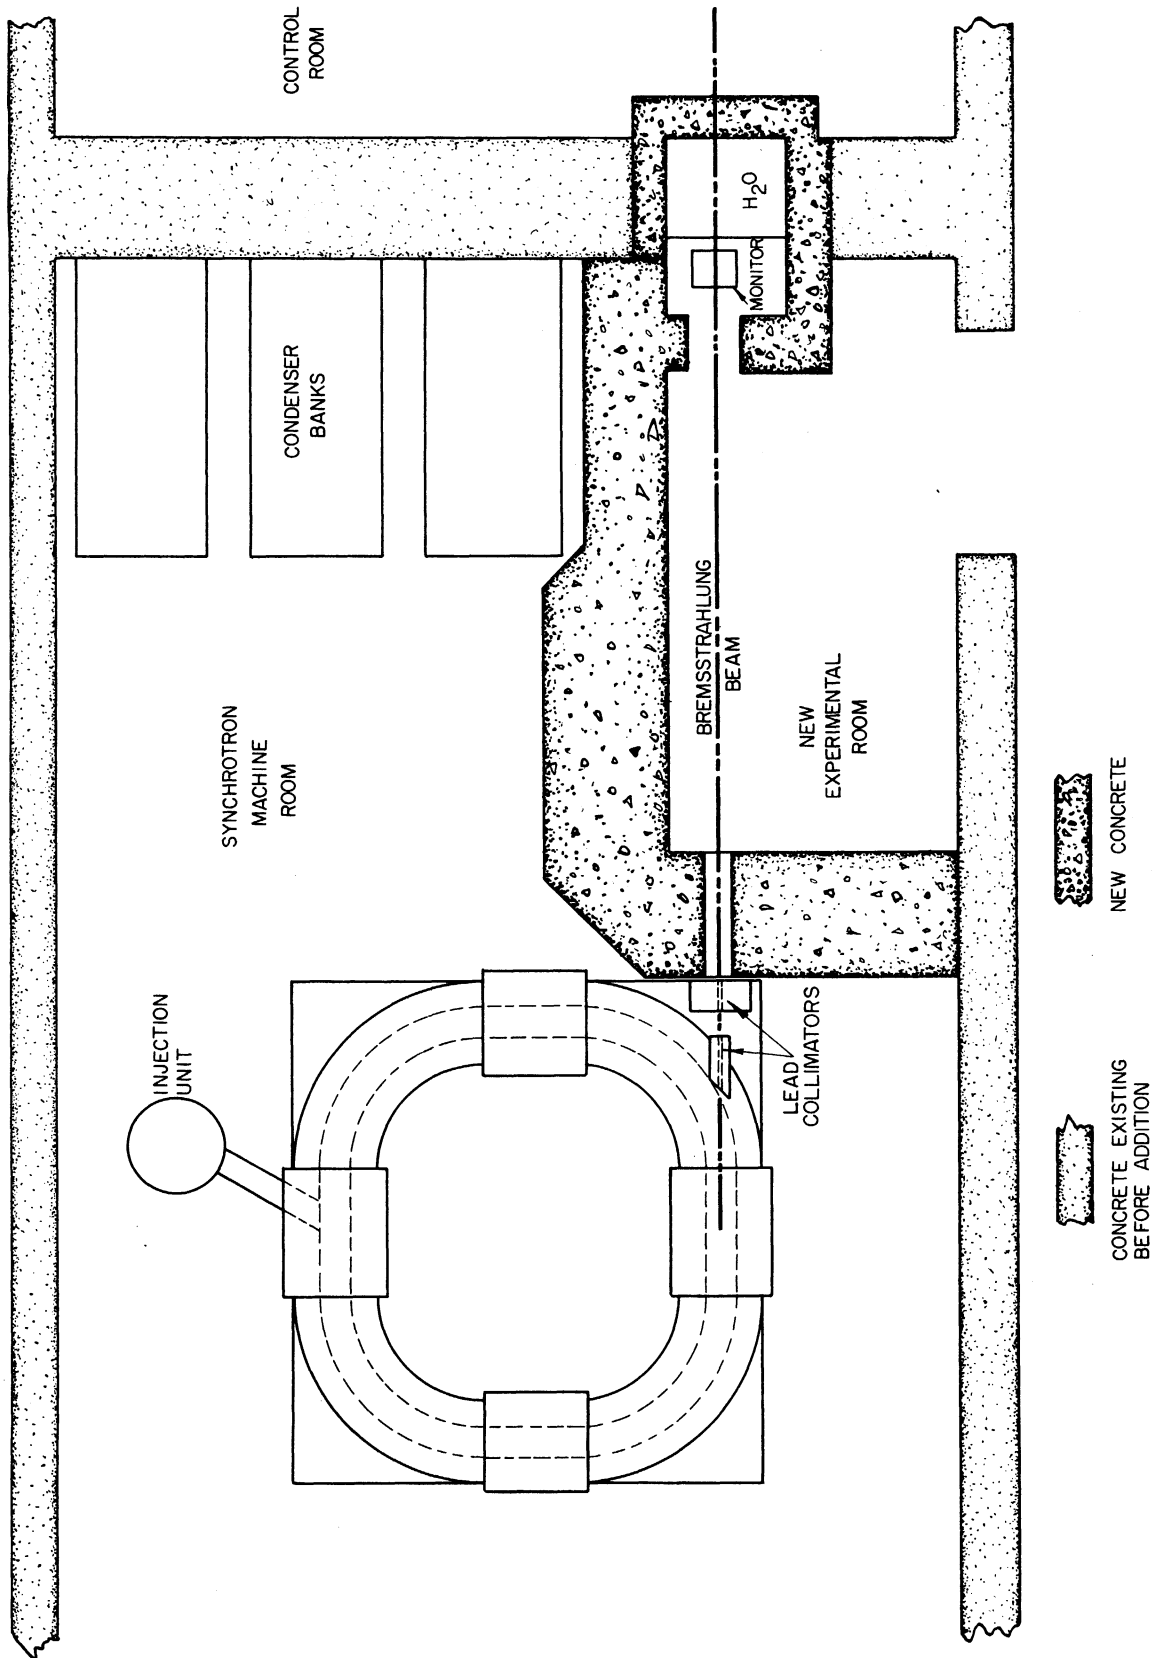 CONTROL
ROOM
CONDENSER
BANKS
H2O
MONITOR
BREMSSTRAHLUNG
BEAM
SYNCHROTRON
MACHINE
ROOM
NEW
EXPERIMENTAL
ROOM
INJECTION
UNIT
LEAD
COLLIMATORS
NEW CONCRETE
CONCRETE EXISTING
BEFORE ADDITION